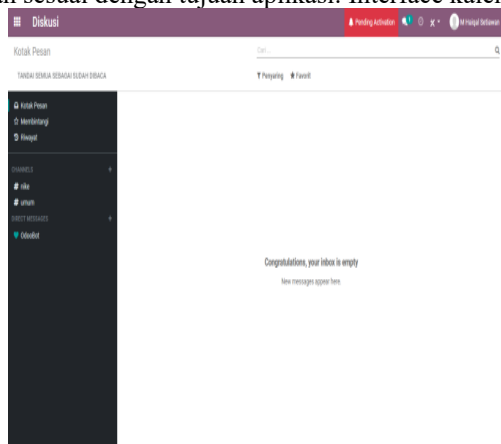 an sesuai dengan tajuaan aplikasi. Interface
Diskusi
Pending Activation
M Haiqal Setiawan
Kotak Pesan
Cari...
TANDAI SEMUA SEBAGAI SUDAH DIBACA
Penyaring
Favorit
Kotak Pesan
Membintangi
Riwayat
CHANNELS +
# nike
# umum
DIRECT MESSAGES +
OdooBot
Congratulations, your inbox is empty
New messages appear here.